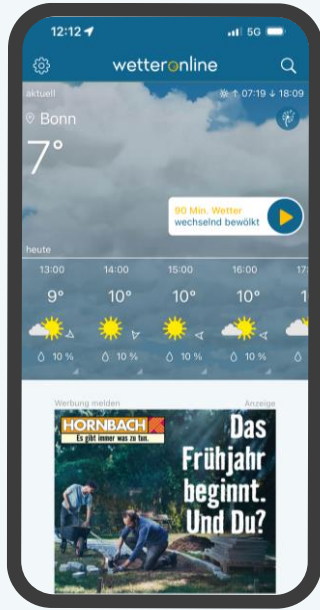 12:12
5G
wetteronline
aktuell
↑ 07:19 ↓ 18:09
Bonn
7°
90 Min. Wetter
wechselnd bewölkt
heute
13:00 14:00 15:00 16:00 17:
9° 10° 10° 10° 1
10 % 10 % 10 % 10 %
Werbung melden Anzeige
HORNBACH
Es gibt immer was zu tun.
Das
Frühjahr
beginnt.
Und Du?